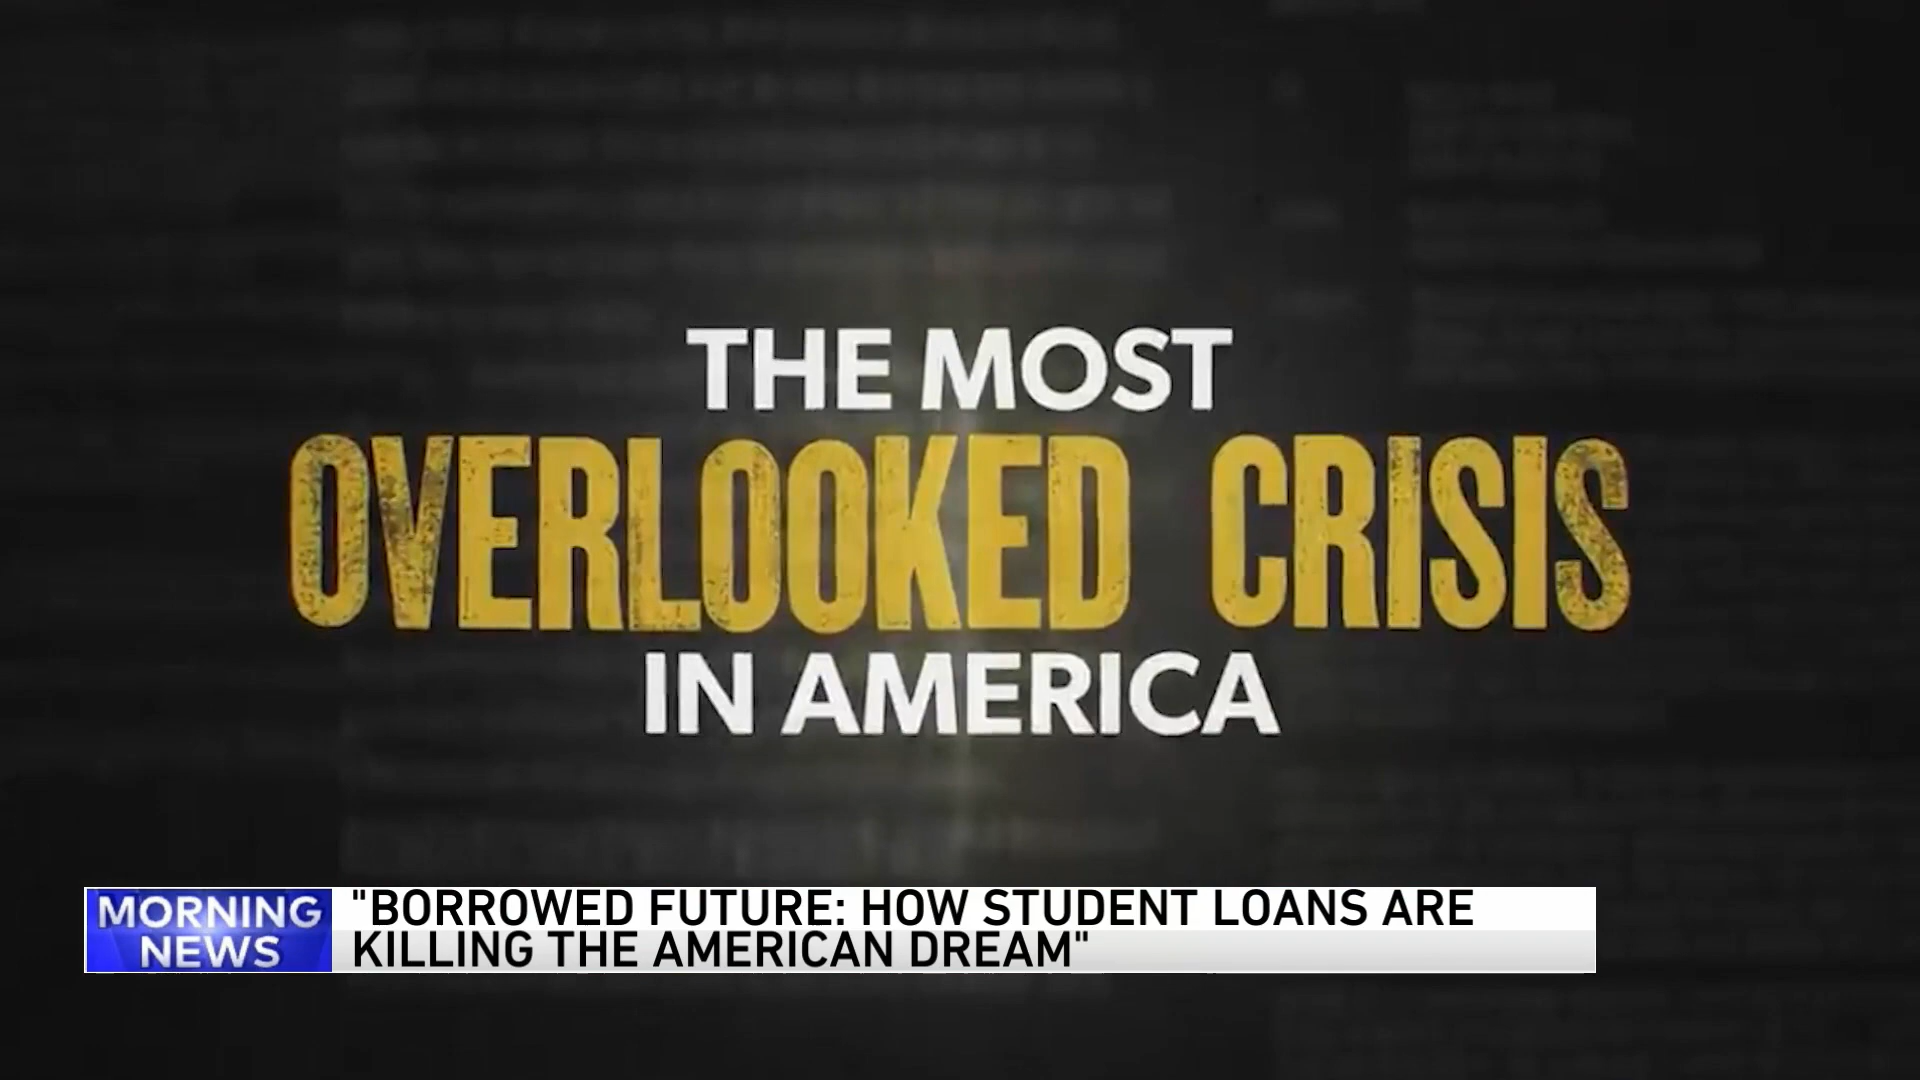 THE MOST
OVERLOOKED CRISIS
IN AMERICA
MORNING
NEWS
"BORROWED FUTURE: HOW STUDENT LOANS ARE
KILLING THE AMERICAN DREAM"